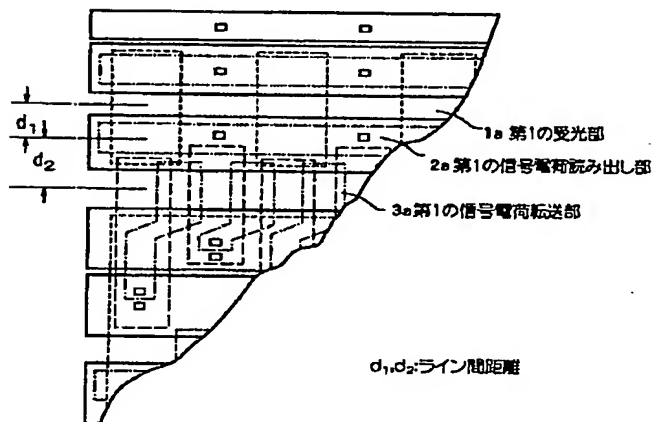 d₁
d₂
1a 第1の受光部
2a 第1の信号電荷読み出し部
3a 第1の信号電荷転送部
d₁,d₂:ライン間距離